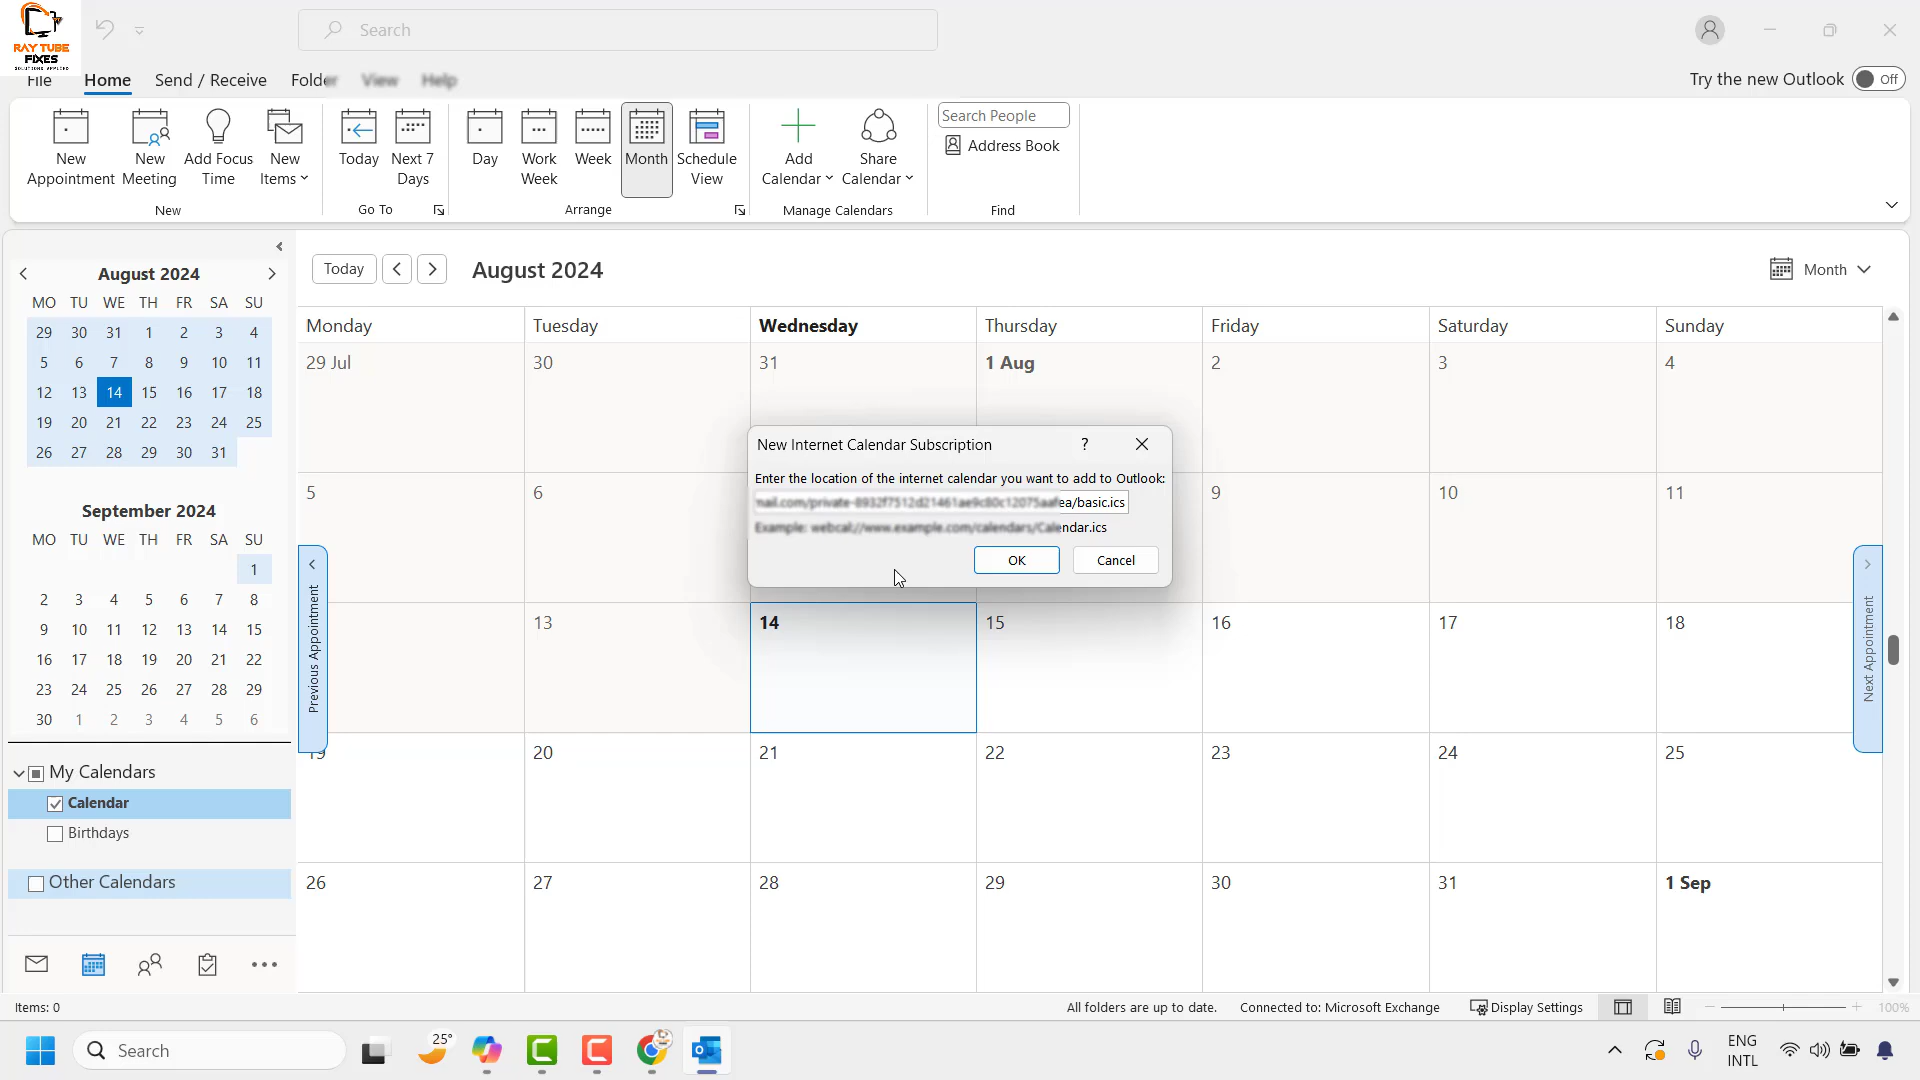 RAY TUBE
FIXES
SOLUTIONS APPLIED
Search
File
Home
Send / Receive
Folder
View
Help
Try the new Outlook
Off
New
Appointment
New
Meeting
Add Focus
Time
New
Items
New
Today
Next 7
Days
Go To
Day
Work
Week
Week
Month
Schedule
View
Arrange
Add
Calendar
Share
Calendar
Manage Calendars
Search People
Address Book
Find
August 2024
MO TU WE TH FR SA SU
29 30 31 1 2 3 4
5 6 7 8 9 10 11
12 13 14 15 16 17 18
19 20 21 22 23 24 25
26 27 28 29 30 31
September 2024
MO TU WE TH FR SA SU
1
2 3 4 5 6 7 8
9 10 11 12 13 14 15
16 17 18 19 20 21 22
23 24 25 26 27 28 29
30 1 2 3 4 5 6
My Calendars
Calendar
Birthdays
Other Calendars
Today
August 2024
Month
Monday Tuesday Wednesday Thursday Friday Saturday Sunday
29 Jul 30 31 1 Aug 2 3 4
5 6 9 10 11
13 14 15 16 17 18
19 20 21 22 23 24 25
26 27 28 29 30 31 1 Sep
Previous Appointment
Next Appointment
New Internet Calendar Subscription
?
Enter the location of the internet calendar you want to add to Outlook:
ea/basic.ics
Example: webcal://www.example.com/calendars/Calendar.ics
OK
Cancel
Items: 0
All folders are up to date.
Connected to: Microsoft Exchange
Display Settings
100%
Search
25°
ENG
INTL